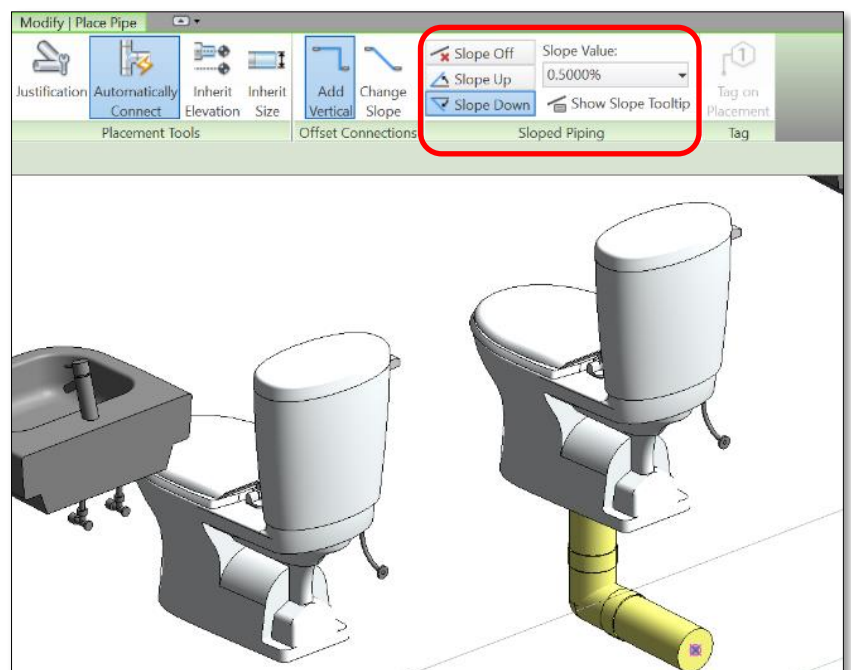 Modify | Place Pipe
Justification
Automatically
Connect
Inherit
Elevation
Inherit
Size
Placement Tools
Add
Vertical
Change
Slope
Offset Connections
Slope Off
Slope Up
Slope Down
Slope Value:
0.5000%
Show Slope Tooltip
Sloped Piping
1
Tag on
Placement
Tag